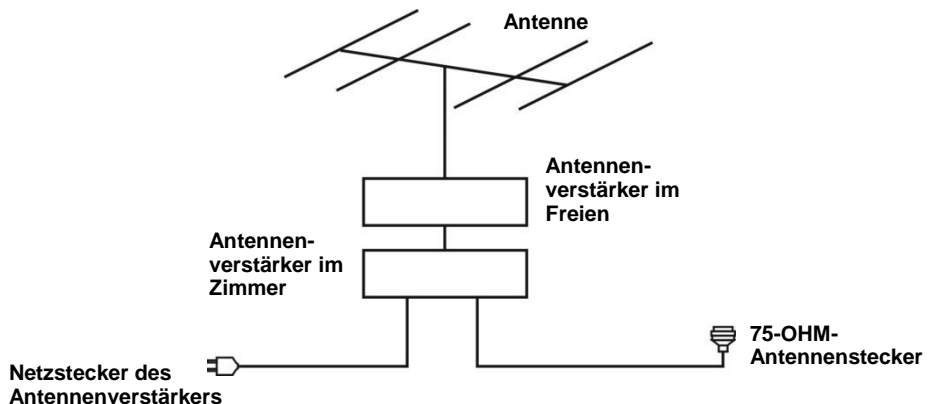 Antenne
Antennen-
verstärker im
Freien
Antennen-
verstärker im
Zimmer
75-OHM-
Antennenstecker
Netzstecker des
Antennenverstärkers